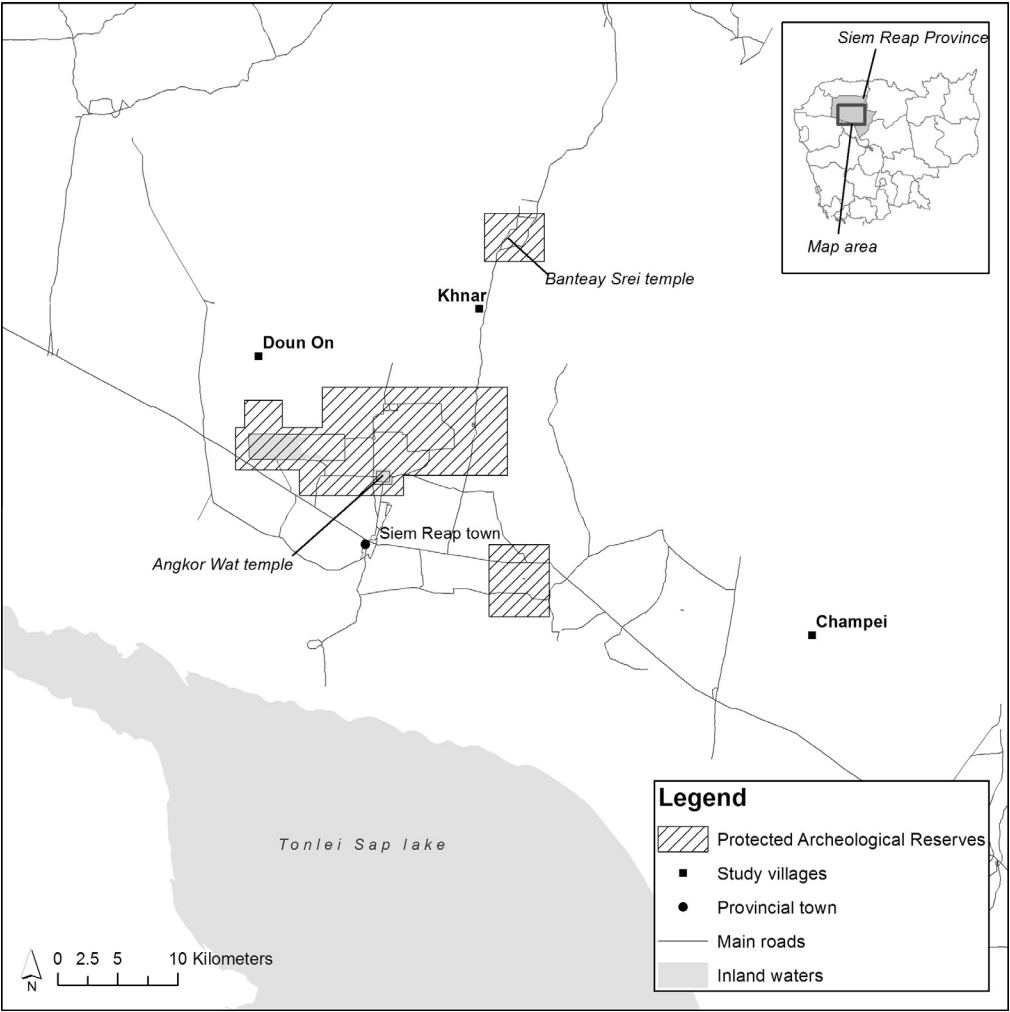 Siem Reap Province
Map area
Banteay Srei temple
Khnar
Doun On
Siem Reap town
Angkor Wat temple
Champei
Tonlei Sap lake
Legend
Protected Archeological Reserves
Study villages
Provincial town
Main roads
Inland waters
0 2.5 5 10 Kilometers
N